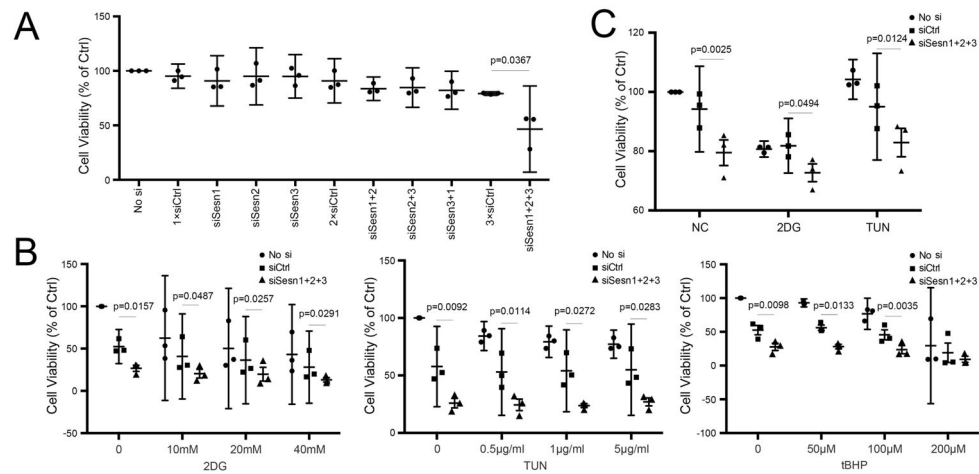 A
Cell Viability (% of Ctrl)
150
100
50
0
p=0.0367
No si
1×siCtrl
siSesn1
siSesn2
siSesn3
2×siCtrl
siSesn1+2
siSesn2+3
siSesn3+1
3×siCtrl
siSesn1+2+3
C
Cell Viability (% of Ctrl)
120
100
80
60
No si
siCtrl
siSesn1+2+3
p=0.0025
p=0.0494
p=0.0124
NC
2DG
TUN
B
Cell Viability (% of Ctrl)
150
100
50
0
-50
No si
siCtrl
siSesn1+2+3
p=0.0157
p=0.0487
p=0.0257
p=0.0291
0
10mM
20mM
40mM
2DG
Cell Viability (% of Ctrl)
150
100
50
0
No si
siCtrl
siSesn1+2+3
p=0.0092
p=0.0114
p=0.0272
p=0.0283
0
0.5µg/ml
1µg/ml
5µg/ml
TUN
Cell Viability (% of Ctrl)
150
100
50
0
-50
-100
No si
siCtrl
siSesn1+2+3
p=0.0098
p=0.0133
p=0.0035
0
50µM
100µM
200µM
tBHP